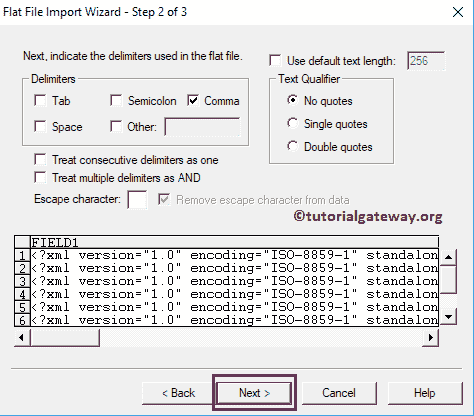 Flat File Import Wizard - Step 2 of 3
Next, indicate the delimiters used in the flat file.
Use default text length: 256
Delimiters
Tab Semicolon Comma
Space Other:
Text Qualifier
No quotes
Single quotes
Double quotes
Treat consecutive delimiters as one
Treat multiple delimiters as AND
Escape character: Remove escape character from data
©tutorialgateway.org
FIELD1
1 <?xml version="1.0" encoding="ISO-8859-1" standalon
2 <?xml version="1.0" encoding="ISO-8859-1" standalon
3 <?xml version="1.0" encoding="ISO-8859-1" standalon
4 <?xml version="1.0" encoding="ISO-8859-1" standalon
5 <?xml version="1.0" encoding="ISO-8859-1" standalon
6 <?xml version="1.0" encoding="ISO-8859-1" standalon
< Back Next > Cancel Help